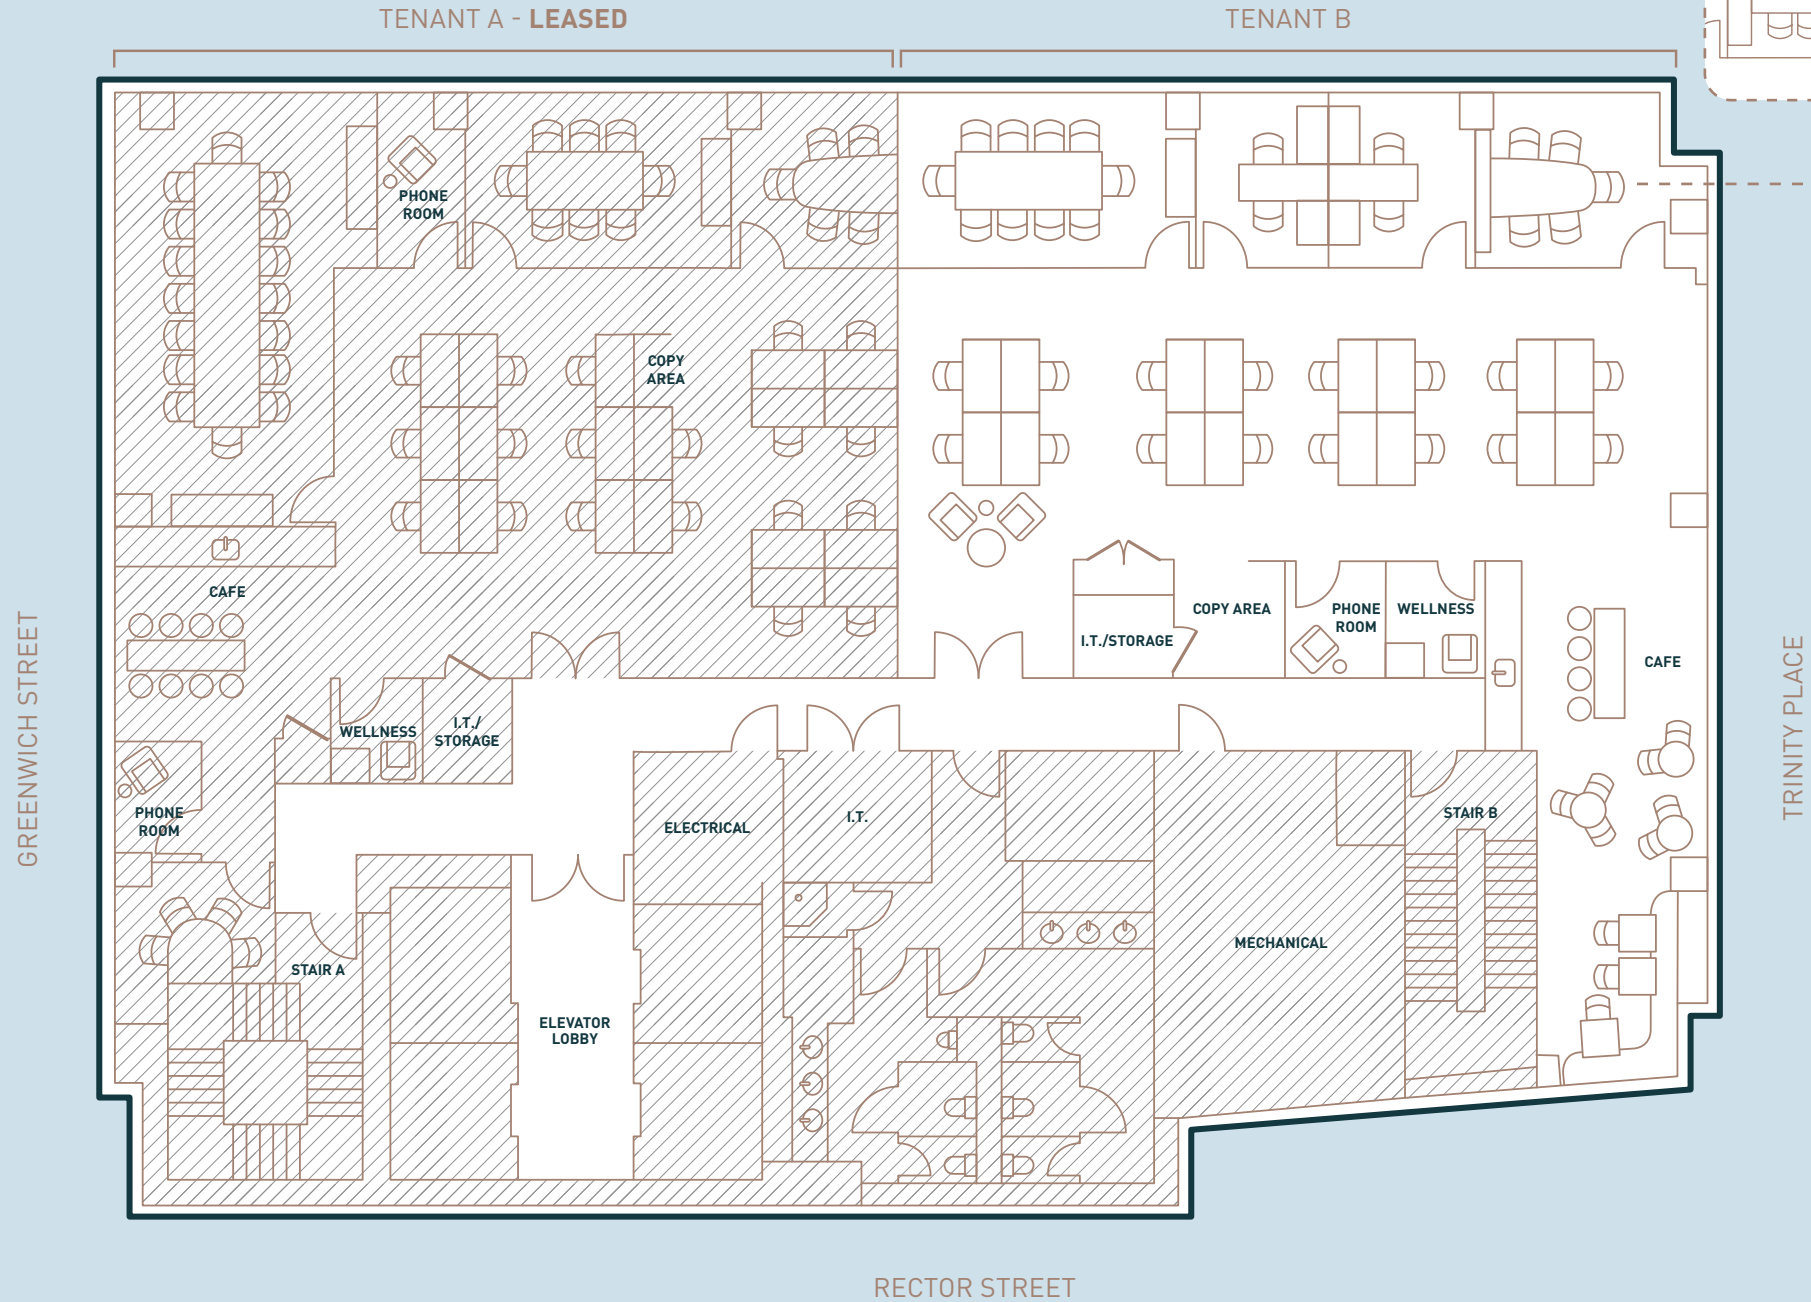 TENANT A - LEASED
TENANT B
PHONE
ROOM
COPY
AREA
CAFE
I.T./STORAGE
COPY AREA
PHONE
ROOM
WELLNESS
CAFE
GREENWICH STREET
TRINITY PLACE
WELLNESS
I.T./
STORAGE
PHONE
ROOM
ELECTRICAL
I.T.
STAIR B
MECHANICAL
STAIR A
ELEVATOR
LOBBY
RECTOR STREET